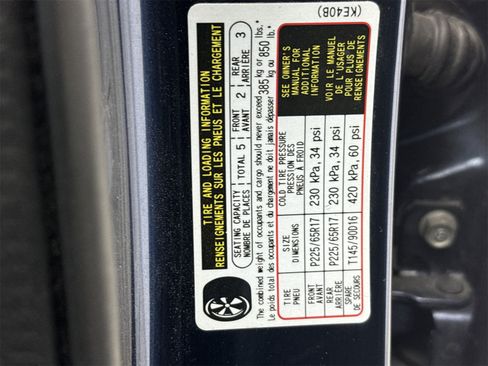 TIRE AND LOADING INFORMATION
RENSEIGNEMENTS SUR LES PNEUS ET LE CHARGEMENT
SEATING CAPACITY TOTAL 5 FRONT 2 REAR 3
NOMBRE DE PLACES AVANT ARRIÈRE
The combined weight of occupants and cargo should never exceed 385 kg or 850 lbs.
Le poids total des occupants et du chargement ne doit jamais dépasser kg ou lb.
TIRE SIZE COLD TIRE PRESSURE
PNEU DIMENSIONS PRESSION DES PNEUS À FROID
FRONT P225/65R17 230 kPa, 34 psi
AVANT
REAR P225/65R17 230 kPa, 34 psi
ARRIÈRE
SPARE T145/90D16 420 kPa, 60 psi
DE SECOURS
SEE OWNER'S
MANUAL FOR
ADDITIONAL
INFORMATION
VOIR LE MANUEL
DE L'USAGER
POUR PLUS DE
RENSEIGNEMENTS
(KE40B)